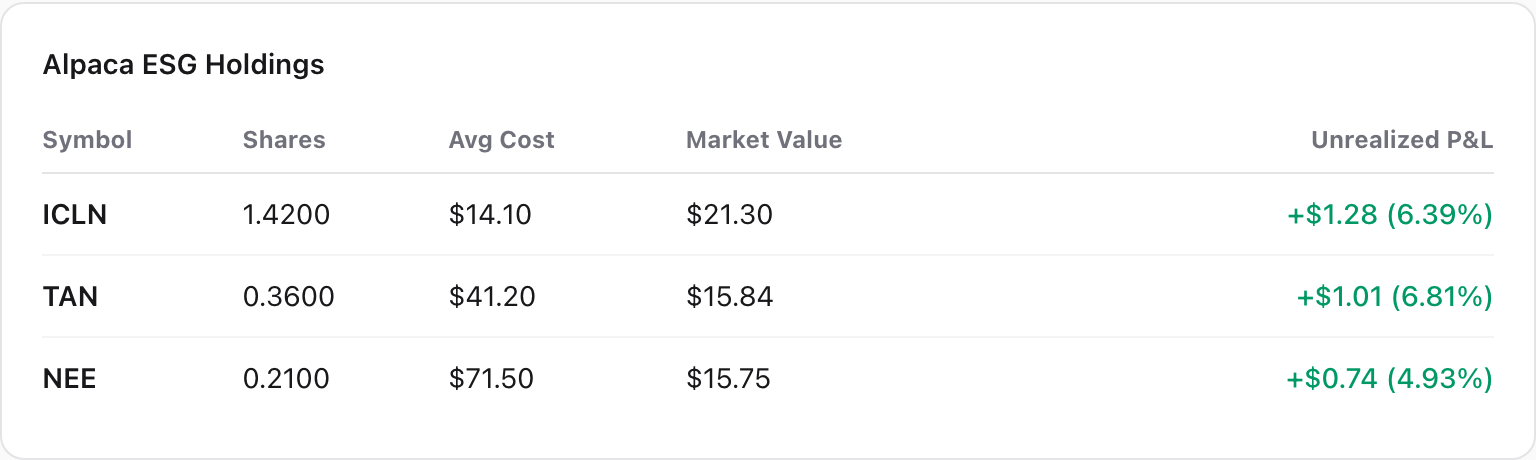 Alpaca ESG Holdings
Symbol Shares Avg Cost Market Value Unrealized P&L
ICLN 1.4200 $14.10 $21.30 +$1.28 (6.39%)
TAN 0.3600 $41.20 $15.84 +$1.01 (6.81%)
NEE 0.2100 $71.50 $15.75 +$0.74 (4.93%)